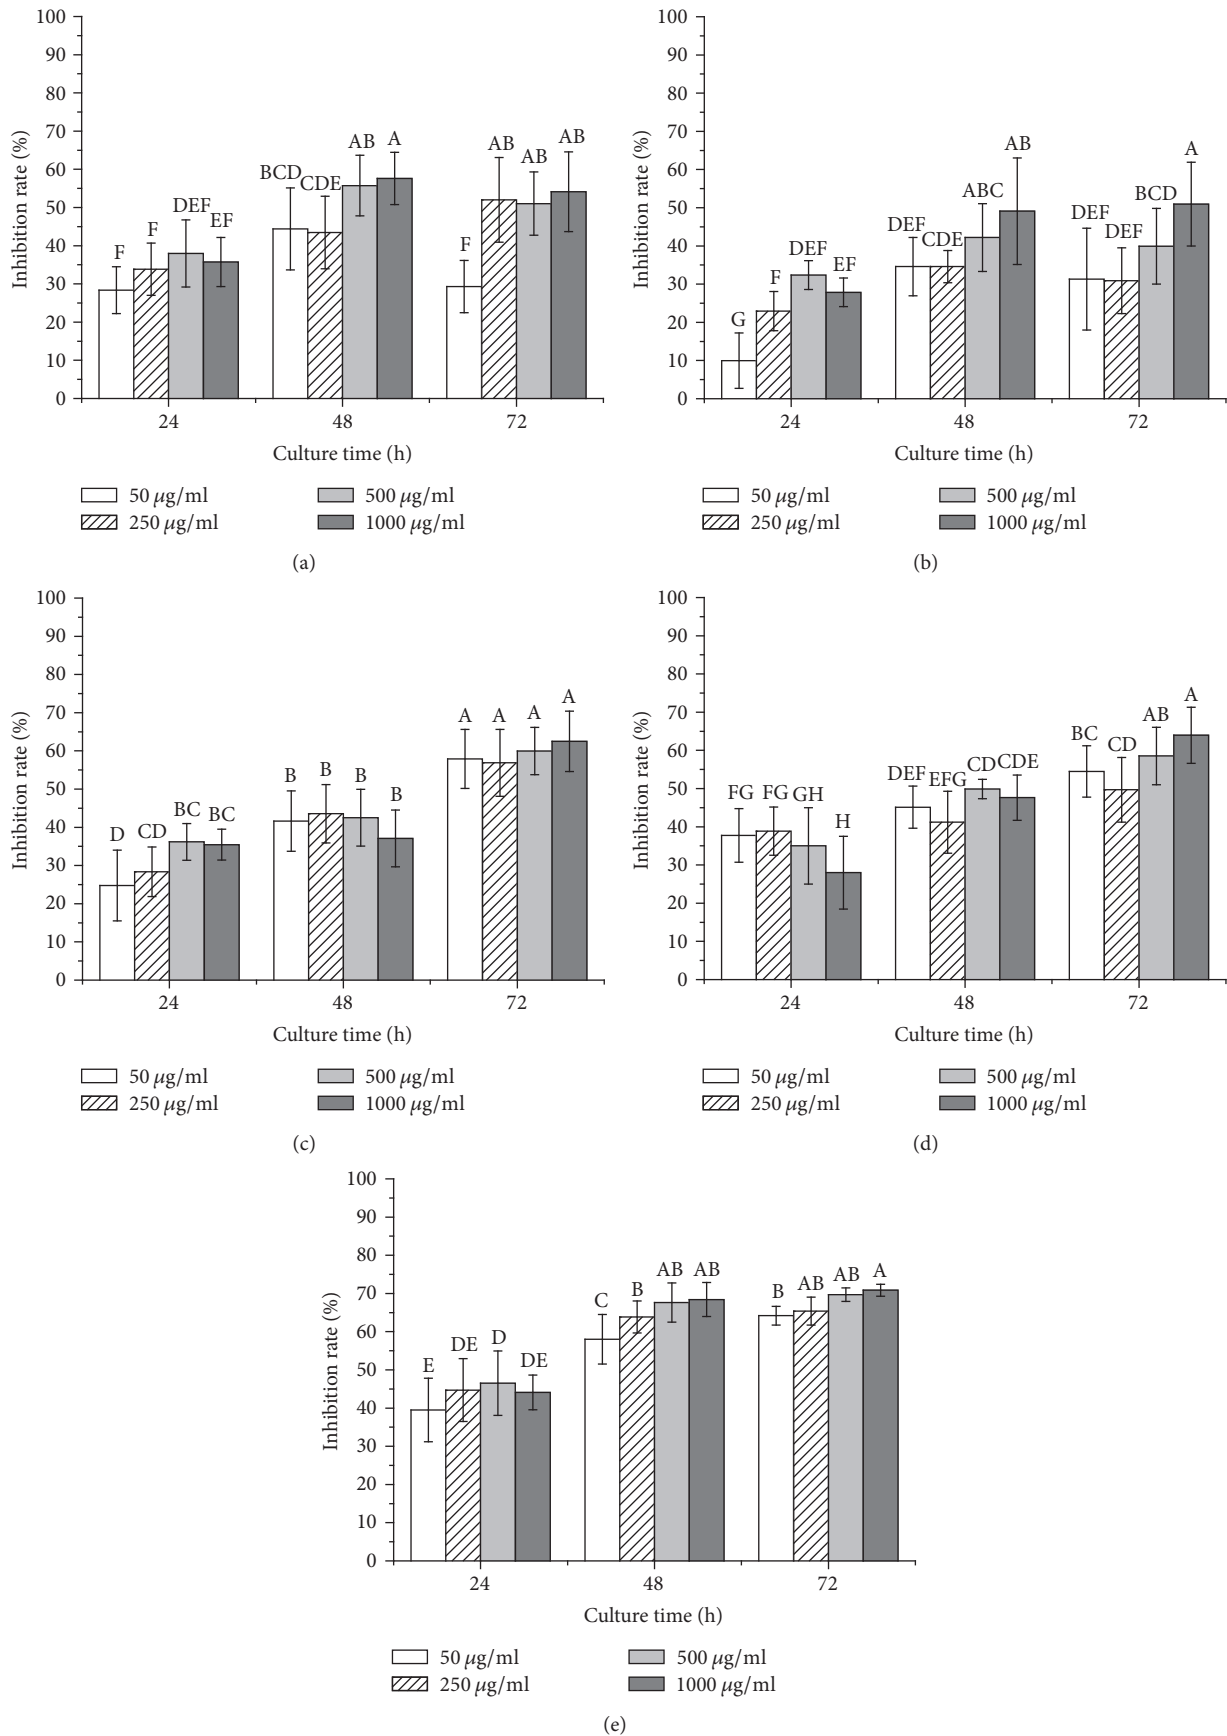 100
90
80
70
60
50
40
30
20
10
0
Inhibition rate (%)
F
F
DEF
EF
BCD
CDE
AB
A
F
AB
AB
AB
24
48
72
Culture time (h)
50 μg/ml
250 μg/ml
500 μg/ml
1000 μg/ml
(a)
100
90
80
70
60
50
40
30
20
10
0
Inhibition rate (%)
G
F
DEF
EF
DEF
CDE
ABC
AB
DEF
DEF
BCD
A
24
48
72
Culture time (h)
50 μg/ml
250 μg/ml
500 μg/ml
1000 μg/ml
(b)
100
90
80
70
60
50
40
30
20
10
0
Inhibition rate (%)
D
CD
BC
BC
B
B
B
B
A
A
A
A
24
48
72
Culture time (h)
50 μg/ml
250 μg/ml
500 μg/ml
1000 μg/ml
(c)
100
90
80
70
60
50
40
30
20
10
0
Inhibition rate (%)
FG
FG
GH
H
DEF
EFG
CD
CDE
BC
CD
AB
A
24
48
72
Culture time (h)
50 μg/ml
250 μg/ml
500 μg/ml
1000 μg/ml
(d)
100
90
80
70
60
50
40
30
20
10
0
Inhibition rate (%)
E
DE
D
DE
C
B
AB
AB
B
AB
AB
A
24
48
72
Culture time (h)
50 μg/ml
250 μg/ml
500 μg/ml
1000 μg/ml
(e)